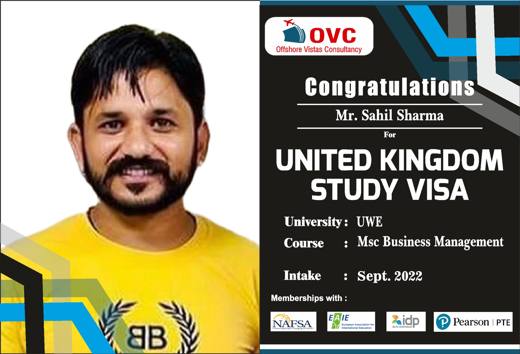 OVC
Offshore Vistas Consultancy
Congratulations
Mr. Sahil Sharma
For
UNITED KINGDOM
STUDY VISA
University : UWE
Course : Msc Business Management
Intake : Sept. 2022
Memberships with :
NAFSA EAIE idp Pearson | PTE
BB